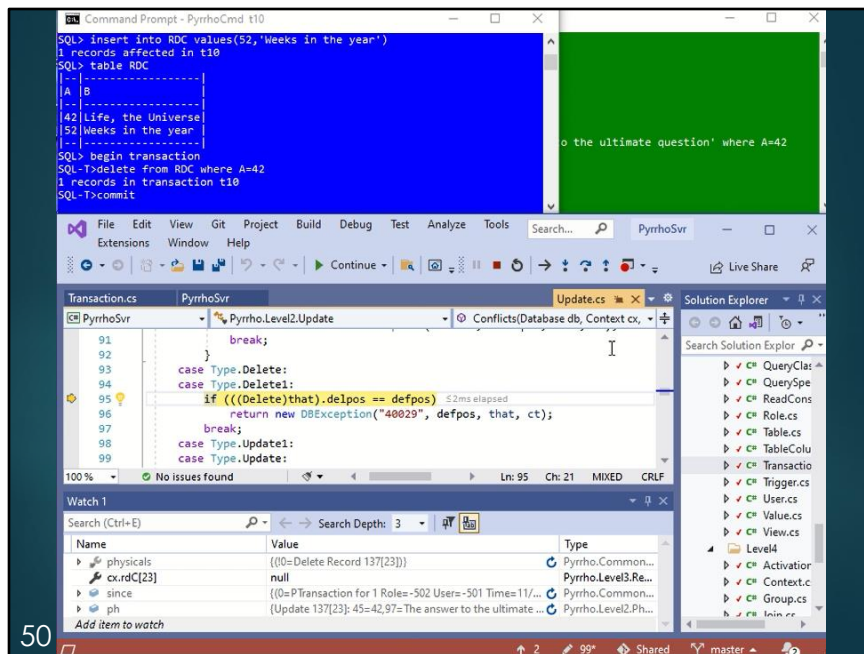 Command Prompt - PyrrhoCmd t10
SQL> insert into RDC values(52,'Weeks in the year')
1 records affected in t10
SQL> table RDC
|--|------------------|
|A |B                 |
|--|------------------|
|42|Life, the Universe|
|52|Weeks in the year |
|--|------------------|
SQL> begin transaction
SQL-T>delete from RDC where A=42
1 records in transaction t10
SQL-T>commit
o the ultimate question' where A=42
File Edit View Git Project Build Debug Test Analyze Tools Search... PyrrhoSvr
Extensions Window Help
Continue Live Share
Transaction.cs PyrrhoSvr Update.cs
PyrrhoSvr Pyrrho.Level2.Update Conflicts(Database db, Context cx,
91 break;
92 }
93 case Type.Delete:
94 case Type.Delete1:
95 if (((Delete)that).delpos == defpos) ≤2ms elapsed
96 return new DBException("40029", defpos, that, ct);
97 break;
98 case Type.Update1:
99 case Type.Update:
100 % No issues found Ln: 95 Ch: 21 MIXED CRLF
Solution Explorer
Search Solution Explor
C# QueryClas
C# QuerySpe
C# ReadCons
C# Role.cs
C# Table.cs
C# TableColu
C# Transactio
C# Trigger.cs
C# User.cs
C# Value.cs
C# View.cs
Level4
C# Activation
C# Context.c
C# Group.cs
C# Join.cs
Watch 1
Search (Ctrl+E) Search Depth: 3
Name Value Type
physicals {(!0=Delete Record 137[23])} Pyrrho.Common...
cx.rdC[23] null Pyrrho.Level3.Re...
since {(0=PTransaction for 1 Role=-502 User=-501 Time=11/... Pyrrho.Common...
ph {Update 137[23]: 45=42,97=The answer to the ultimate ... Pyrrho.Level2.Ph...
Add item to watch
2 99* Shared master
50